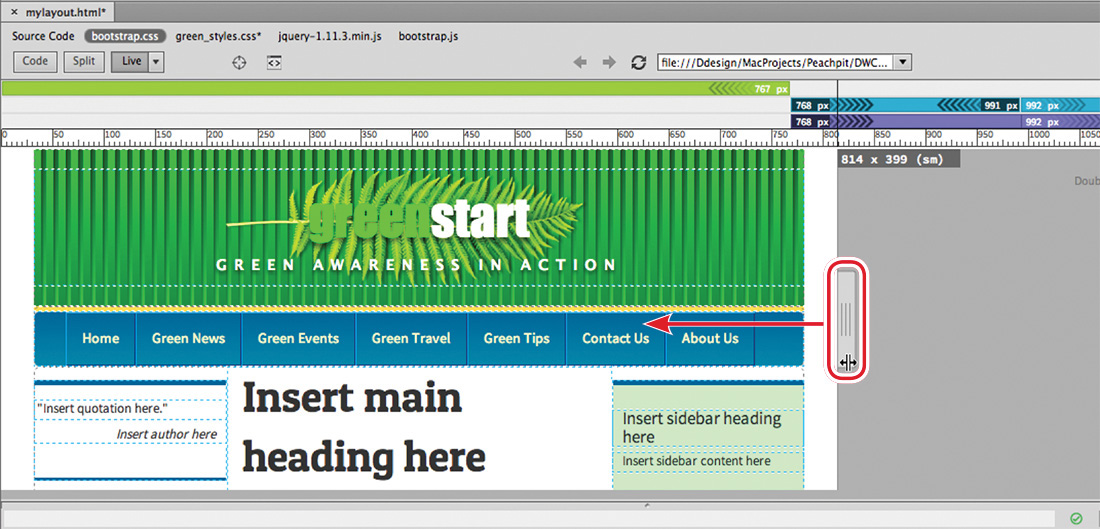 × mylayout.html*
Source Code bootstrap.css green_styles.css* jquery-1.11.3.min.js bootstrap.js
Code Split Live file:///Ddesign/MacProjects/Peachpit/DWC...
767 px
768 px 991 px 992 px
768 px 992 px
0 50 100 150 200 250 300 350 400 450 500 550 600 650 700 750 800 850 900 950 1000 1050
814 x 399 (sm)
Doub
greenstart
GREEN AWARENESS IN ACTION
Home Green News Green Events Green Travel Green Tips Contact Us About Us
"Insert quotation here."
Insert author here
Insert main
heading here
Insert sidebar heading
here
Insert sidebar content here